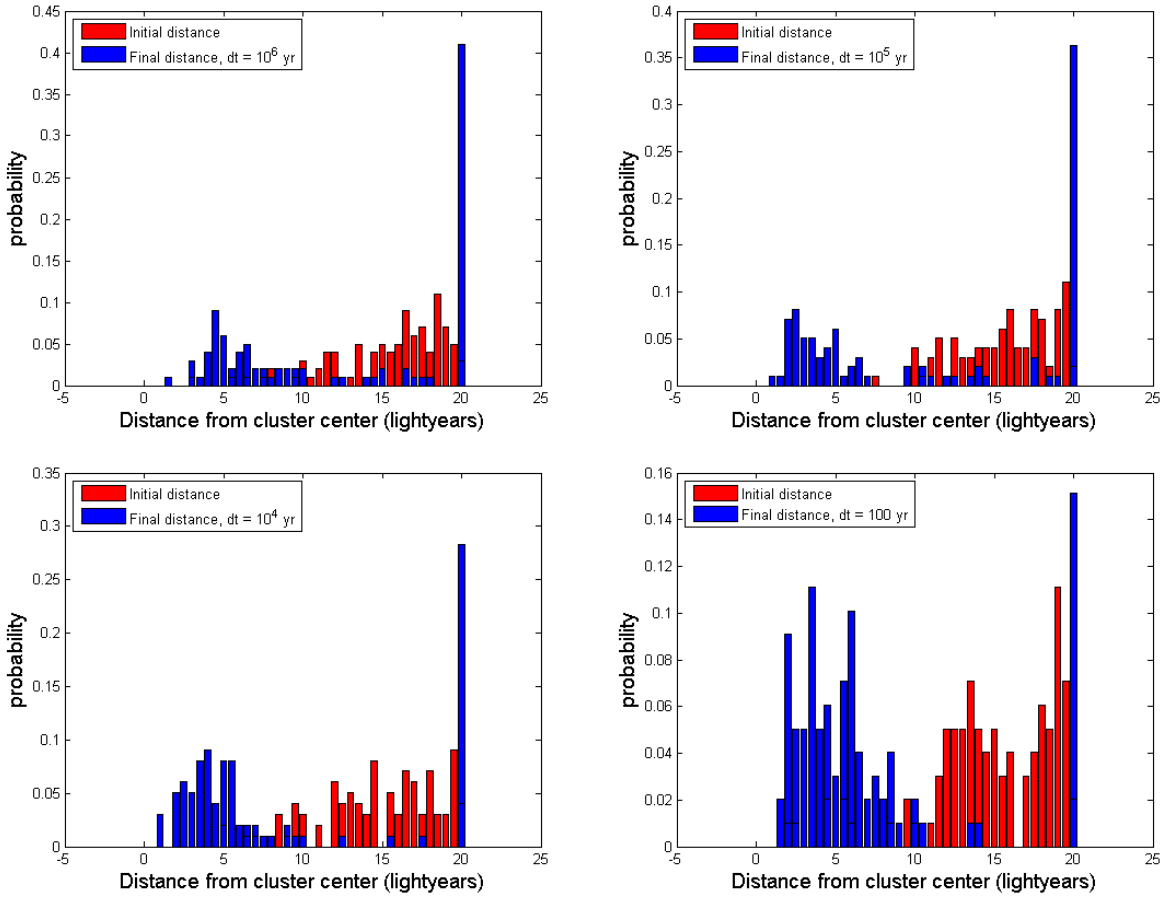 0.45
0.4
0.35
0.3
0.25
0.2
0.15
0.1
0.05
0
-5 0 5 10 15 20 25
probability
Distance from cluster center (lightyears)
Initial distance
Final distance, dt = 10^6 yr
0.4
0.35
0.3
0.25
0.2
0.15
0.1
0.05
0
-5 0 5 10 15 20 25
probability
Distance from cluster center (lightyears)
Initial distance
Final distance, dt = 10^5 yr
0.35
0.3
0.25
0.2
0.15
0.1
0.05
0
-5 0 5 10 15 20 25
probability
Distance from cluster center (lightyears)
Initial distance
Final distance, dt = 10^4 yr
0.16
0.14
0.12
0.1
0.08
0.06
0.04
0.02
0
-5 0 5 10 15 20 25
probability
Distance from cluster center (lightyears)
Initial distance
Final distance, dt = 100 yr